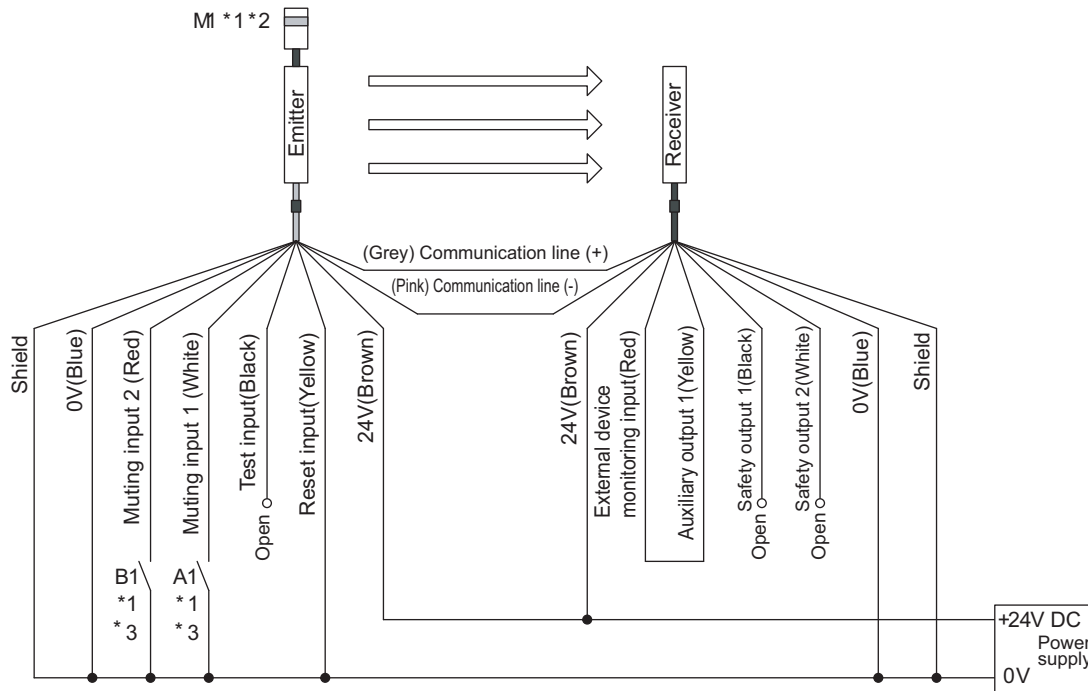 M1 *1 *2
Emitter
Receiver
(Grey) Communication line (+)
(Pink) Communication line (-)
Shield
0V(Blue)
Muting input 2 (Red)
Muting input 1 (White)
Test input(Black)
Open
Reset input(Yellow)
24V(Brown)
24V(Brown)
External device
monitoring input(Red)
Auxiliary output 1(Yellow)
Safety output 1(Black)
Open
Safety output 2(White)
Open
0V(Blue)
Shield
B1
*1
*3
A1
*1
*3
+24V DC
Power
supply
0V